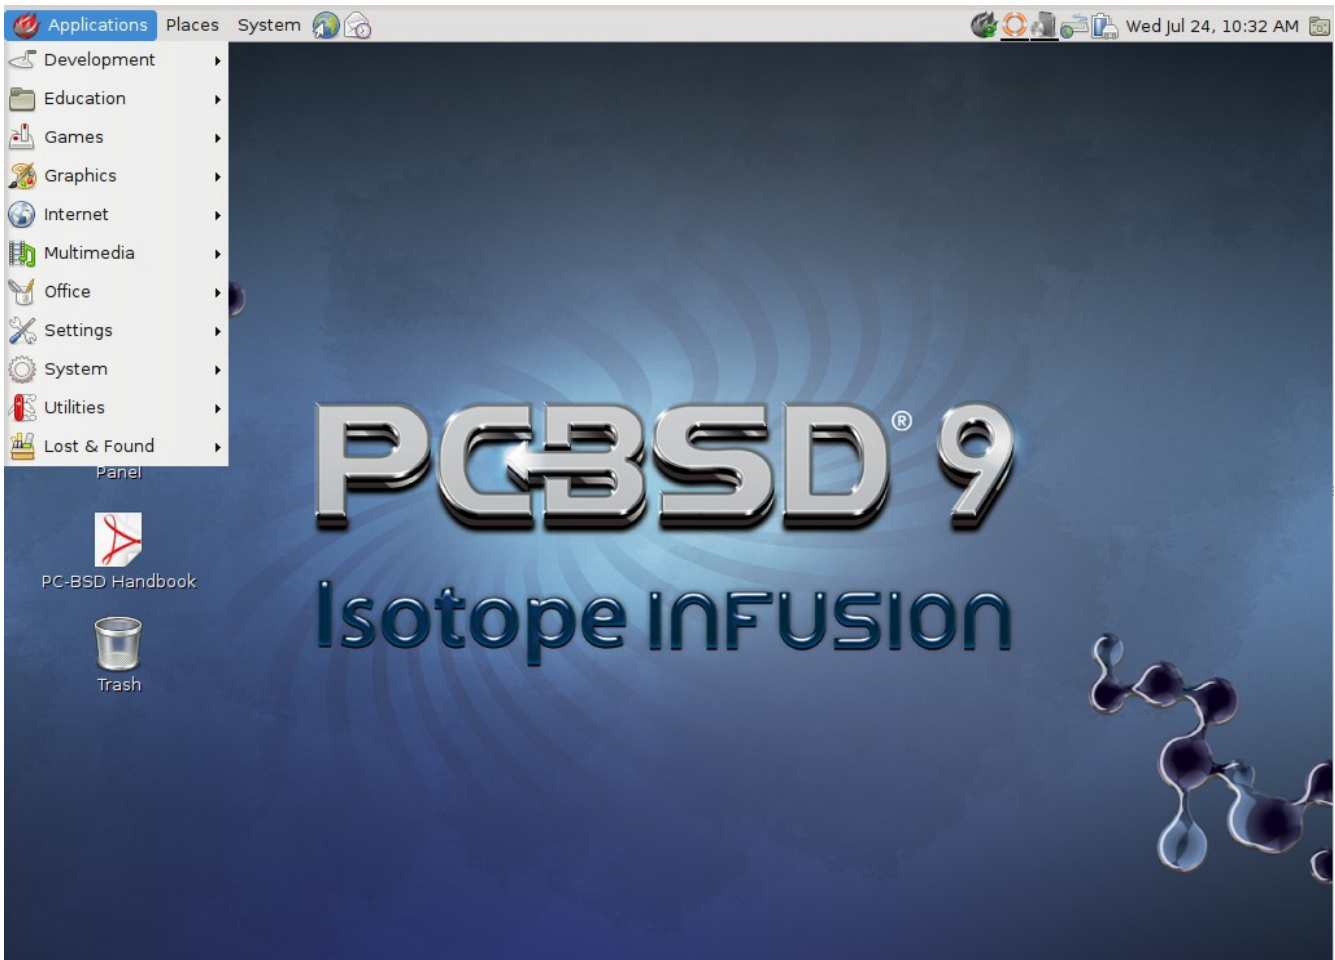 Applications Places System Wed Jul 24, 10:32 AM
Development
Education
Games
Graphics
Internet
Multimedia
Office
Settings
System
Utilities
Lost & Found
Panel
PC-BSD Handbook
Trash
PCBSD® 9
Isotope INFUSION